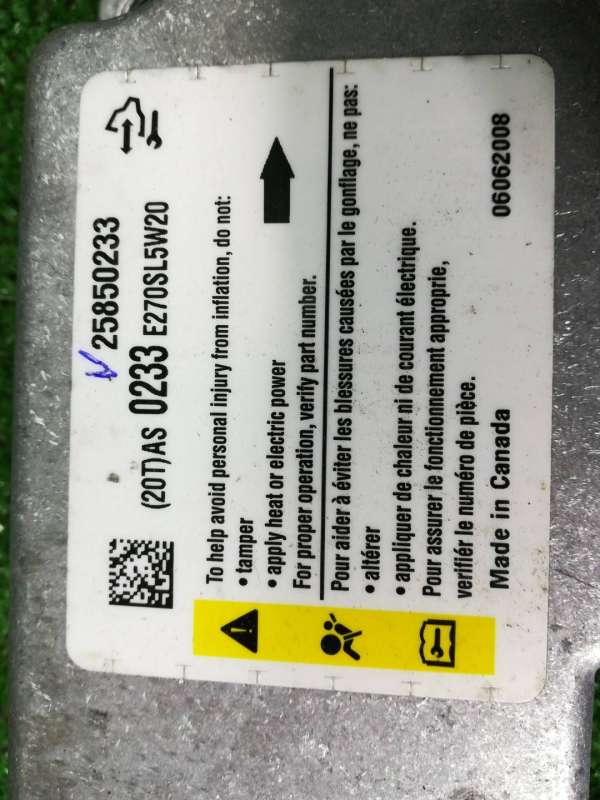 25850233
(20T)AS 0233 E270SL5W20
To help avoid personal injury from inflation, do not:
• tamper
• apply heat or electric power
For proper operation, verify part number.
Pour aider à éviter les blessures causées par le gonflage, ne pas:
• altérer
• appliquer de chaleur ni de courant électrique.
Pour assurer le fonctionnement approprie,
verifiér le numéro de pièce.
Made in Canada
06062008